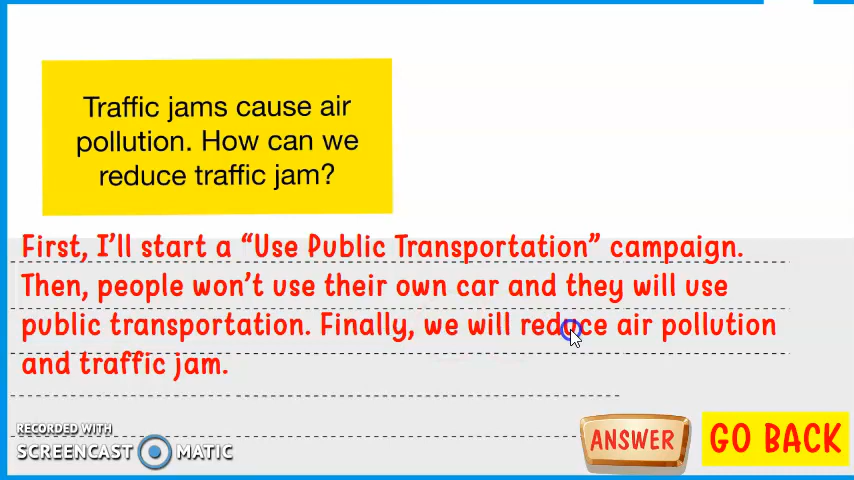 Traffic jams cause air
pollution. How can we
reduce traffic jam?
First, I'll start a “Use Public Transportation” campaign.
Then, people won't use their own car and they will use
public transportation. Finally, we will reduce air pollution
and traffic jam.
RECORDED WITH
SCREENCAST MATIC
ANSWER
GO BACK